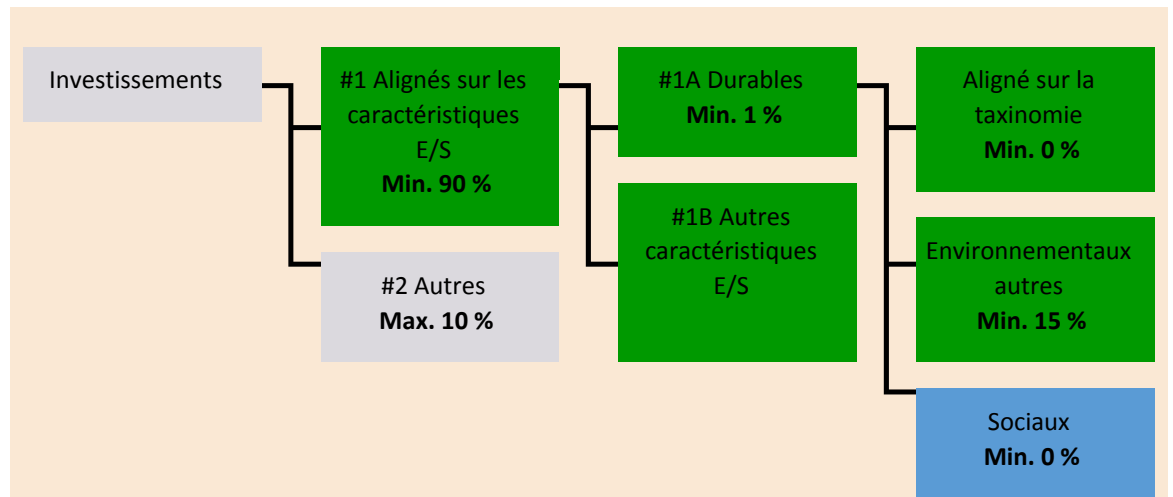 Investissements
#1 Alignés sur les
caractéristiques
E/S
Min. 90 %
#2 Autres
Max. 10 %
#1A Durables
Min. 1 %
#1B Autres
caractéristiques
E/S
Aligné sur la
taxinomie
Min. 0 %
Environnementaux
autres
Min. 15 %
Sociaux
Min. 0 %